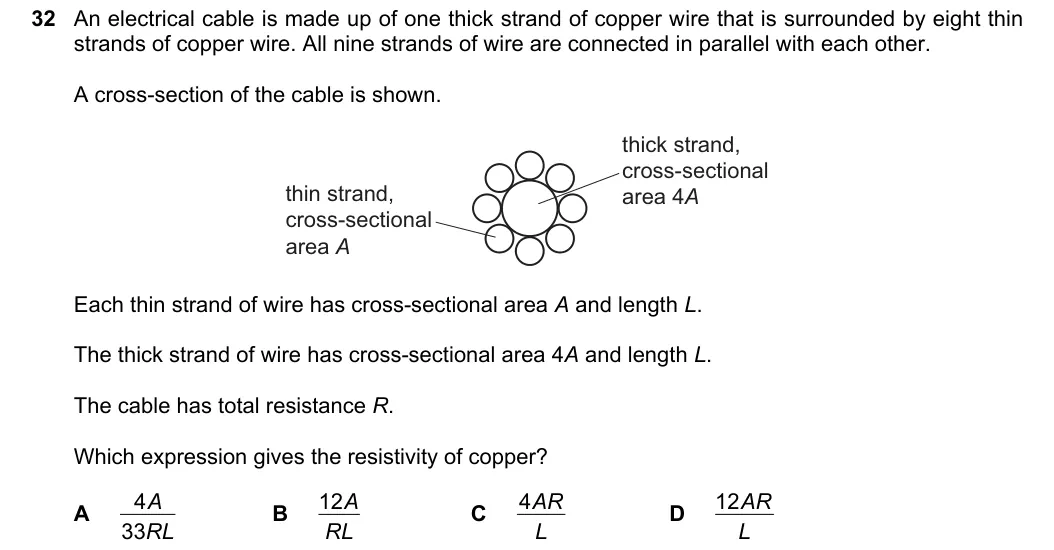 32 An electrical cable is made up of one thick strand of copper wire that is surrounded by eight thin
strands of copper wire. All nine strands of wire are connected in parallel with each other.
A cross-section of the cable is shown.
thick strand,
cross-sectional
area 4A
thin strand,
cross-sectional
area A
Each thin strand of wire has cross-sectional area A and length L.
The thick strand of wire has cross-sectional area 4A and length L.
The cable has total resistance R.
Which expression gives the resistivity of copper?
A 4A/33RL B 12A/RL C 4AR/L D 12AR/L